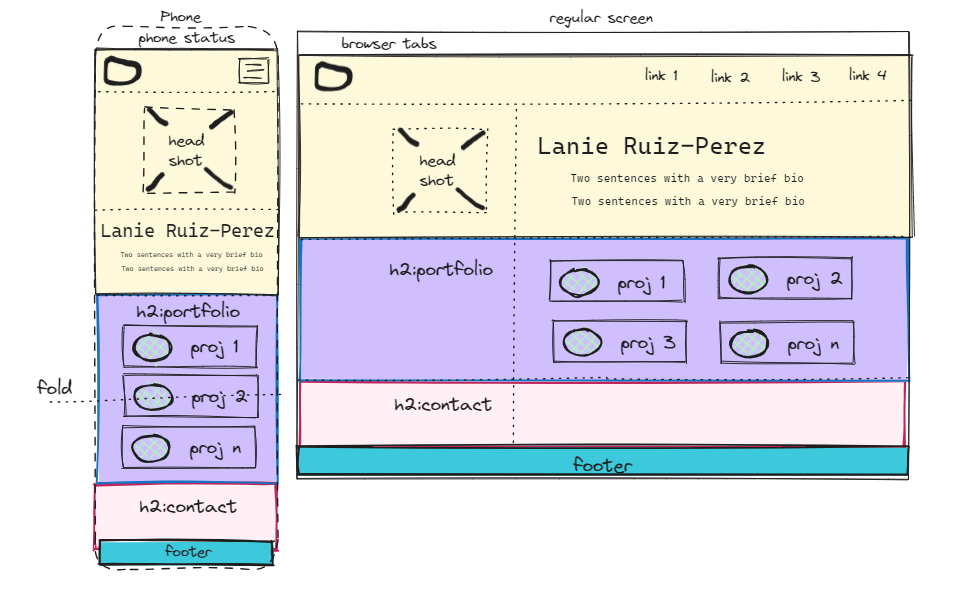 Phone
phone status
head
shot
Lanie Ruiz-Perez
Two sentences with a very brief bio
Two sentences with a very brief bio
h2:portfolio
proj 1
fold
proj 2
proj n
h2:contact
footer
regular screen
browser tabs
link 1
link 2
link 3
link 4
head
shot
Lanie Ruiz-Perez
Two sentences with a very brief bio
Two sentences with a very brief bio
h2:portfolio
proj 1
proj 2
proj 3
proj n
h2:contact
footer